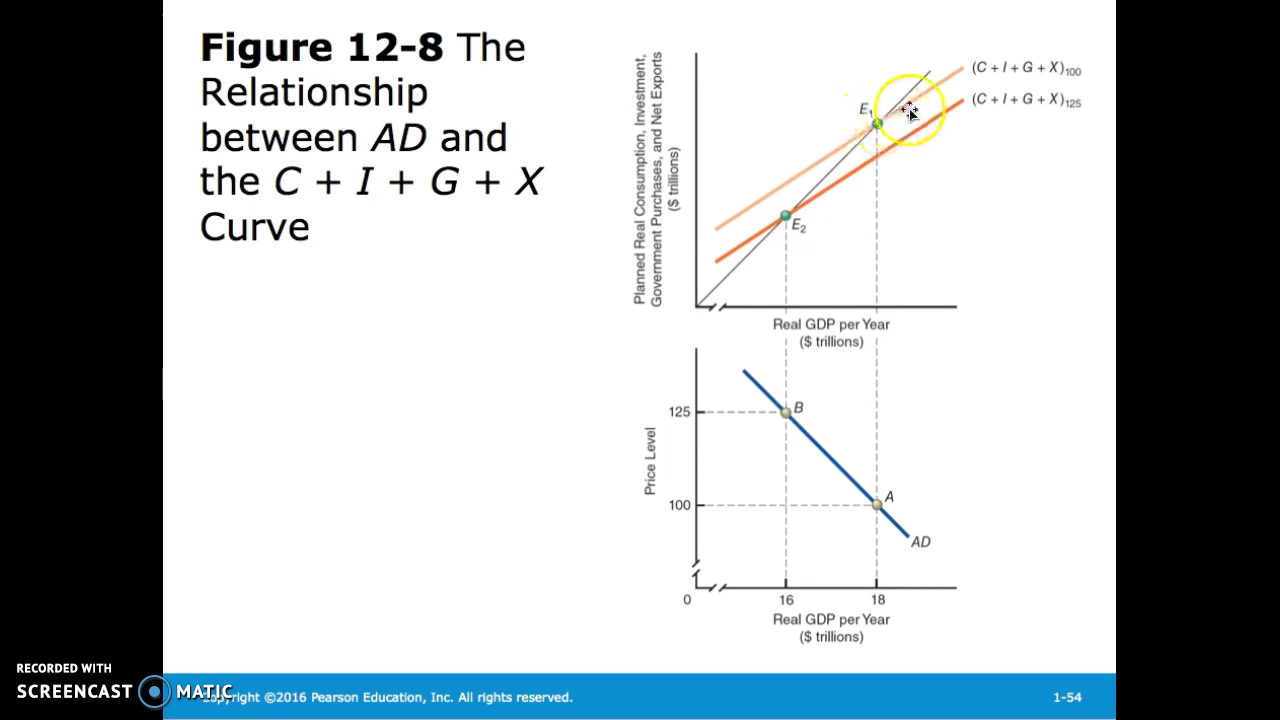 Figure 12-8 The
Relationship
between AD and
the C + I + G + X
Curve
Planned Real Consumption, Investment,
Government Purchases, and Net Exports
($ trillions)
(C + I + G + X)100
(C + I + G + X)125
E1
E2
Real GDP per Year
($ trillions)
Price Level
125
B
100
A
AD
0
16
18
Real GDP per Year
($ trillions)
RECORDED WITH
SCREENCAST MATIC
Copyright ©2016 Pearson Education, Inc. All rights reserved.
1-54